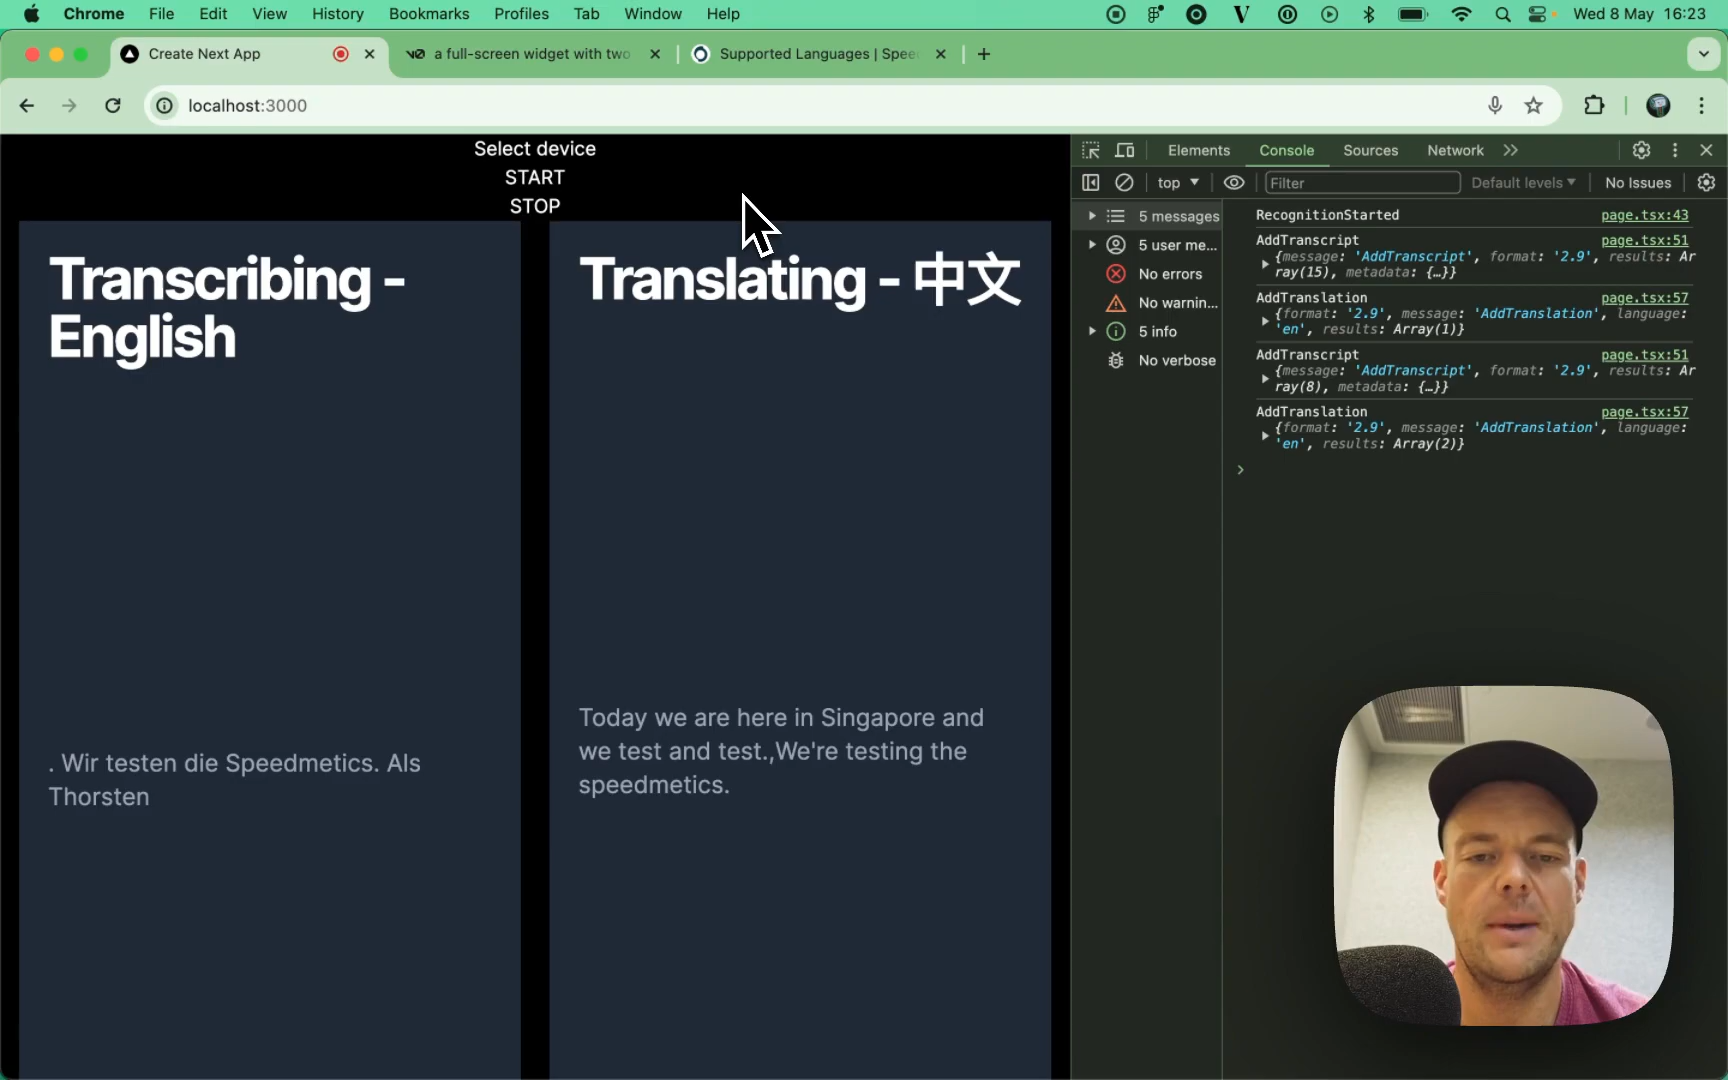 Chrome File Edit View History Bookmarks Profiles Tab Window Help Wed 8 May 16:23
Create Next App
a full-screen widget with two
Supported Languages | Spee
localhost:3000
Select device
START
STOP
Transcribing -
English
. Wir testen die Speedmetics. Als
Thorsten
Translating - 中文
Today we are here in Singapore and
we test and test.,We're testing the
speedmetics.
Elements Console Sources Network
top Filter Default levels No Issues
5 messages
5 user me...
No errors
No warnin...
5 info
No verbose
RecognitionStarted page.tsx:43
AddTranscript page.tsx:51
{message: 'AddTranscript', format: '2.9', results: Ar
ray(15), metadata: {…}}
AddTranslation page.tsx:57
{format: '2.9', message: 'AddTranslation', language:
'en', results: Array(1)}
AddTranscript page.tsx:51
{message: 'AddTranscript', format: '2.9', results: Ar
ray(8), metadata: {…}}
AddTranslation page.tsx:57
{format: '2.9', message: 'AddTranslation', language:
'en', results: Array(2)}